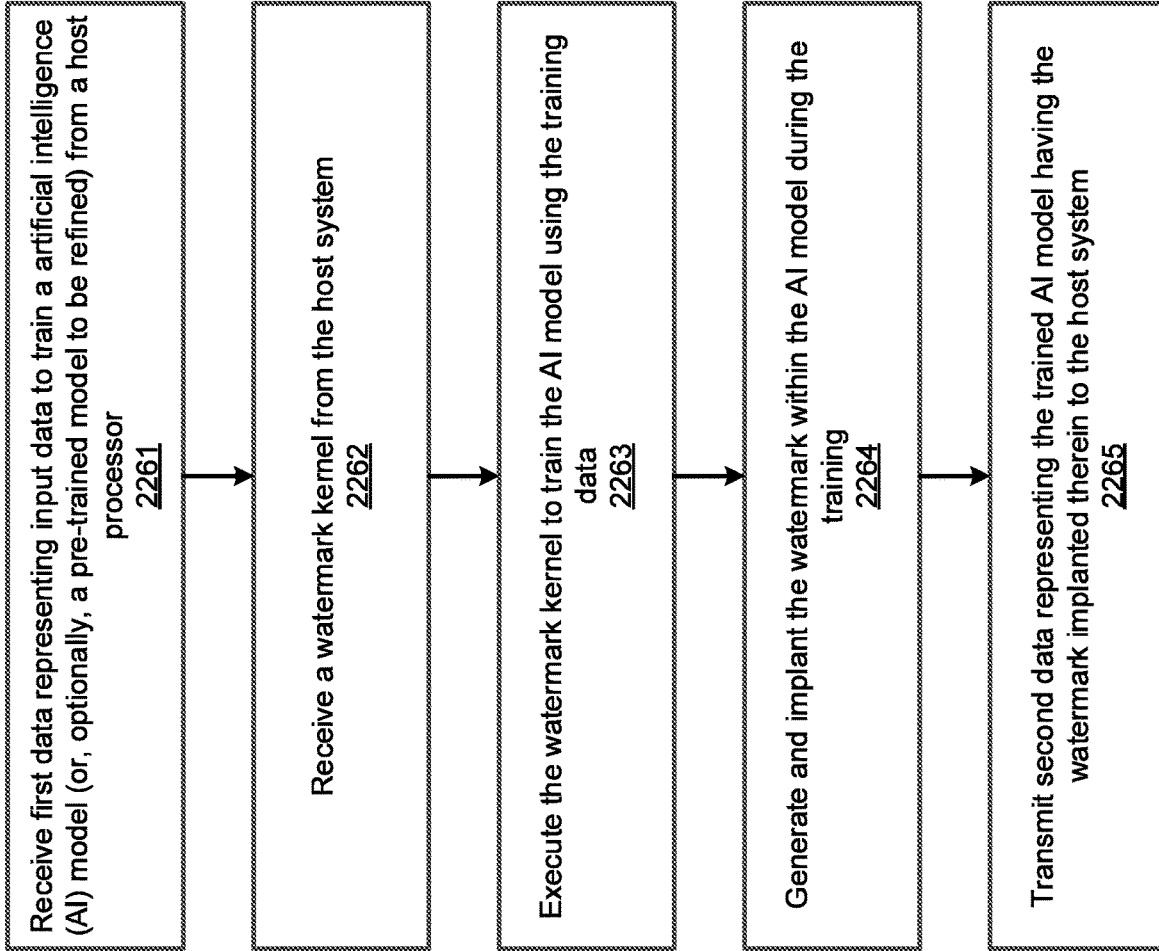 Receive first data representing input data to train a artificial intelligence
(AI) model (or, optionally, a pre-trained model to be refined) from a host
processor
2261
Receive a watermark kernel from the host system
2262
Execute the watermark kernel to train the AI model using the training
data
2263
Generate and implant the watermark within the AI model during the
training
2264
Transmit second data representing the trained AI model having the
watermark implanted therein to the host system
2265